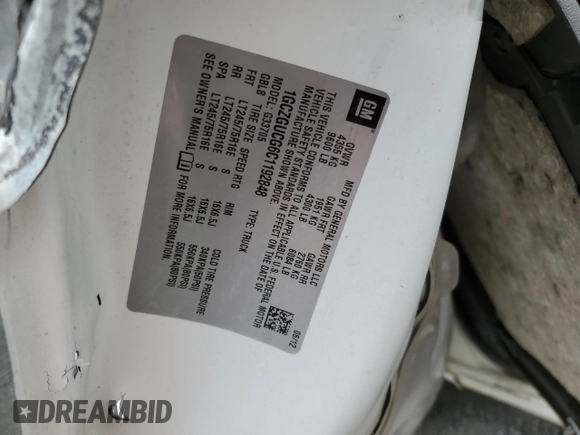 GM
MFD BY GENERAL MOTORS LLC
06/12
GVWR GAWR FRT GAWR RR
4355 KG 1951 KG 2760 KG
9600 LB 4300 LB 6084 LB
THIS VEHICLE CONFORMS TO ALL APPLICABLE U.S. FEDERAL MOTOR
VEHICLE SAFETY STANDARDS IN EFFECT ON THE DATE OF
MANUFACTURE SHOWN ABOVE.
1GDZGUCG6C1192848
TYPE: TRUCK
MODEL: G33705
GBL8 TIRE SIZE SPEED RTG RIM COLD TIRE PRESSURE
FRT LT245/75R16E S 16X6.5J 340KPA(50PSI)
RR LT245/75R16E S 16X6.5J 550KPA(80PSI)
SPA LT245/75R16E S 16X6.5J 550KPA(80PSI)
SEE OWNER'S MANUAL FOR MORE INFORMATION.
DREAMBID